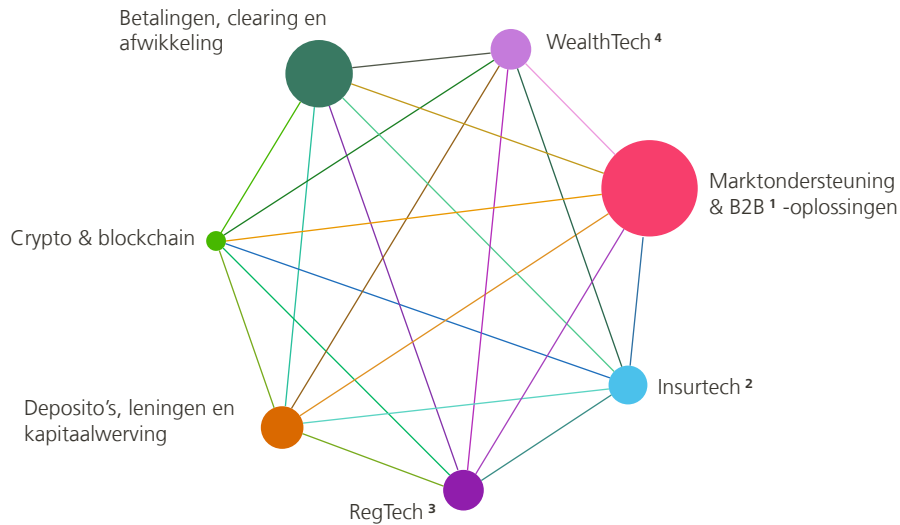 Betalingen, clearing en
afwikkeling
WealthTech ⁴
Marktondersteuning
& B2B ¹ -oplossingen
Crypto & blockchain
Insurtech ²
Deposito’s, leningen en
kapitaalwerving
RegTech ³